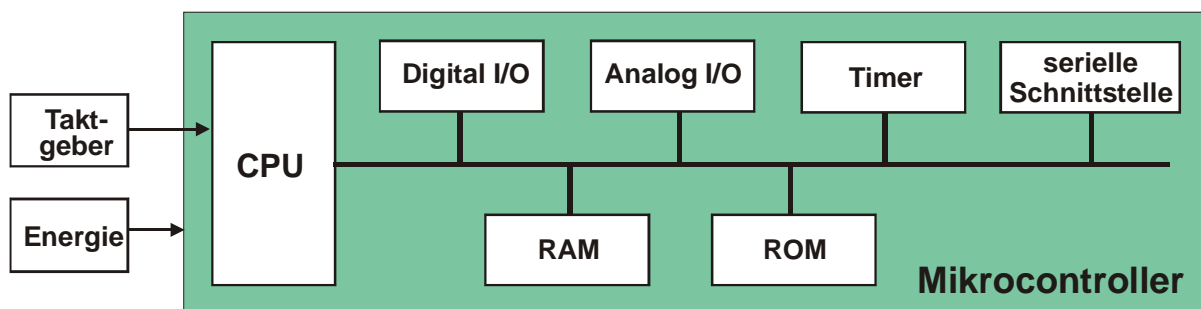 Takt-
geber
Energie
CPU
Digital I/O
Analog I/O
Timer
serielle
Schnittstelle
RAM
ROM
Mikrocontroller